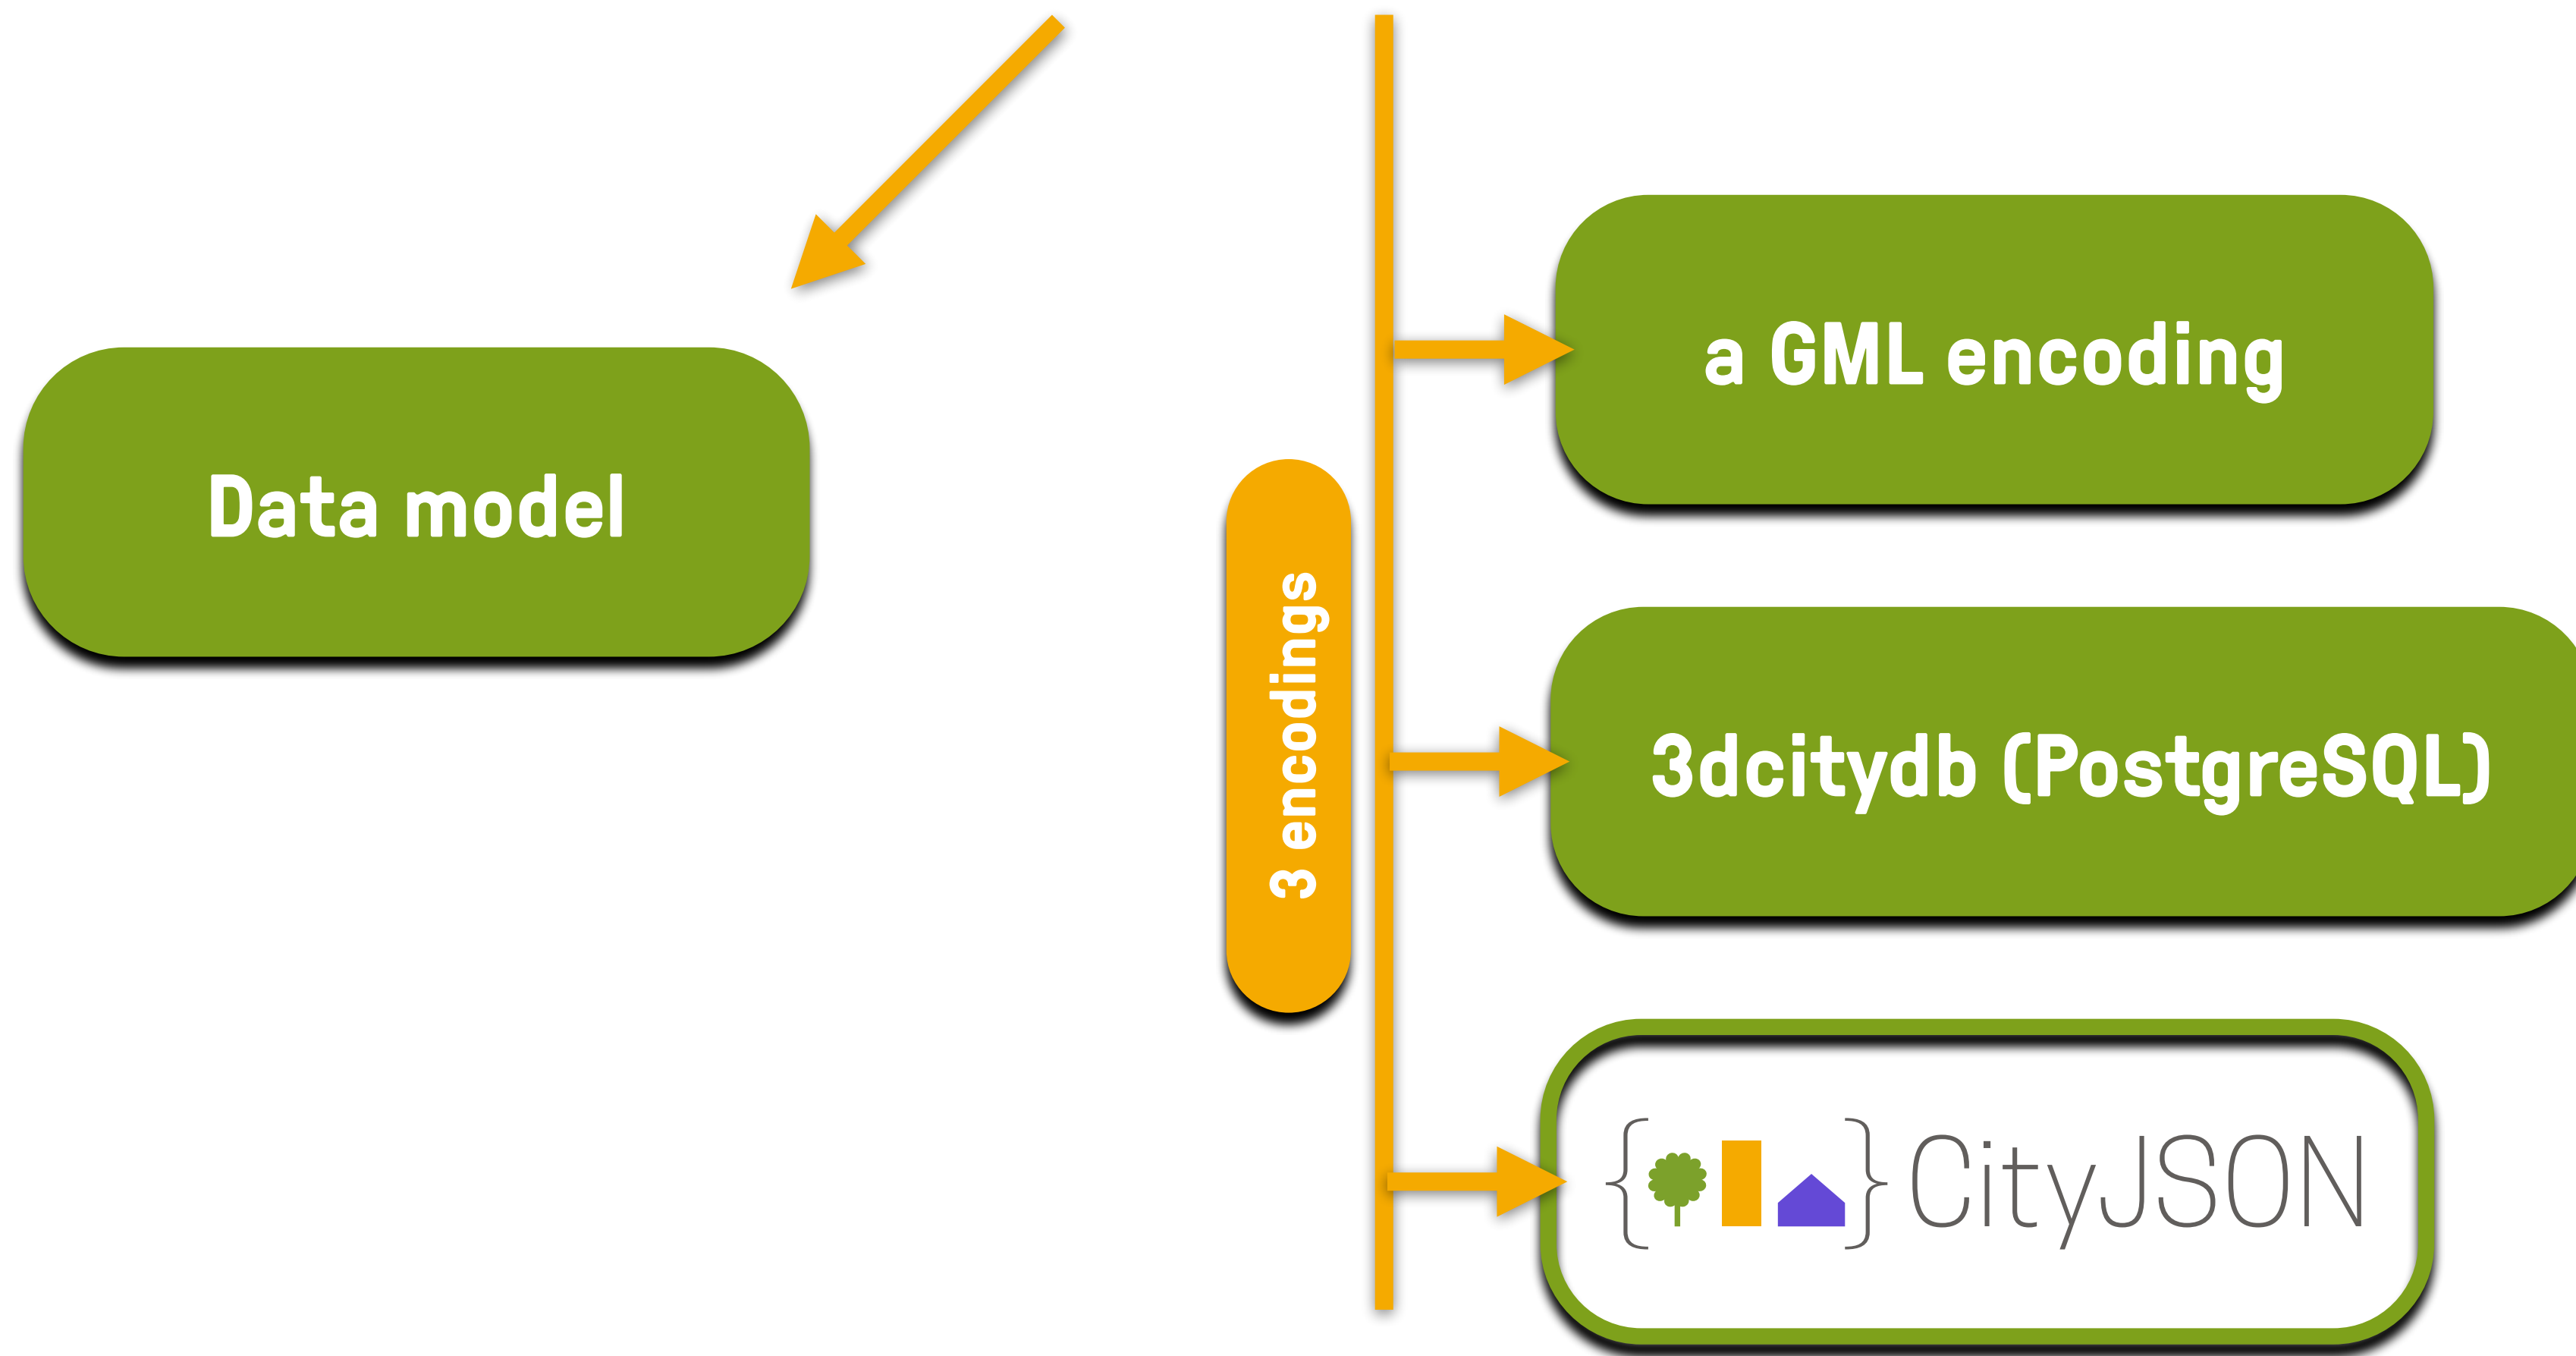 Data model
3 encodings
a GML encoding
3dcitydb (PostgreSQL)
CityJSON